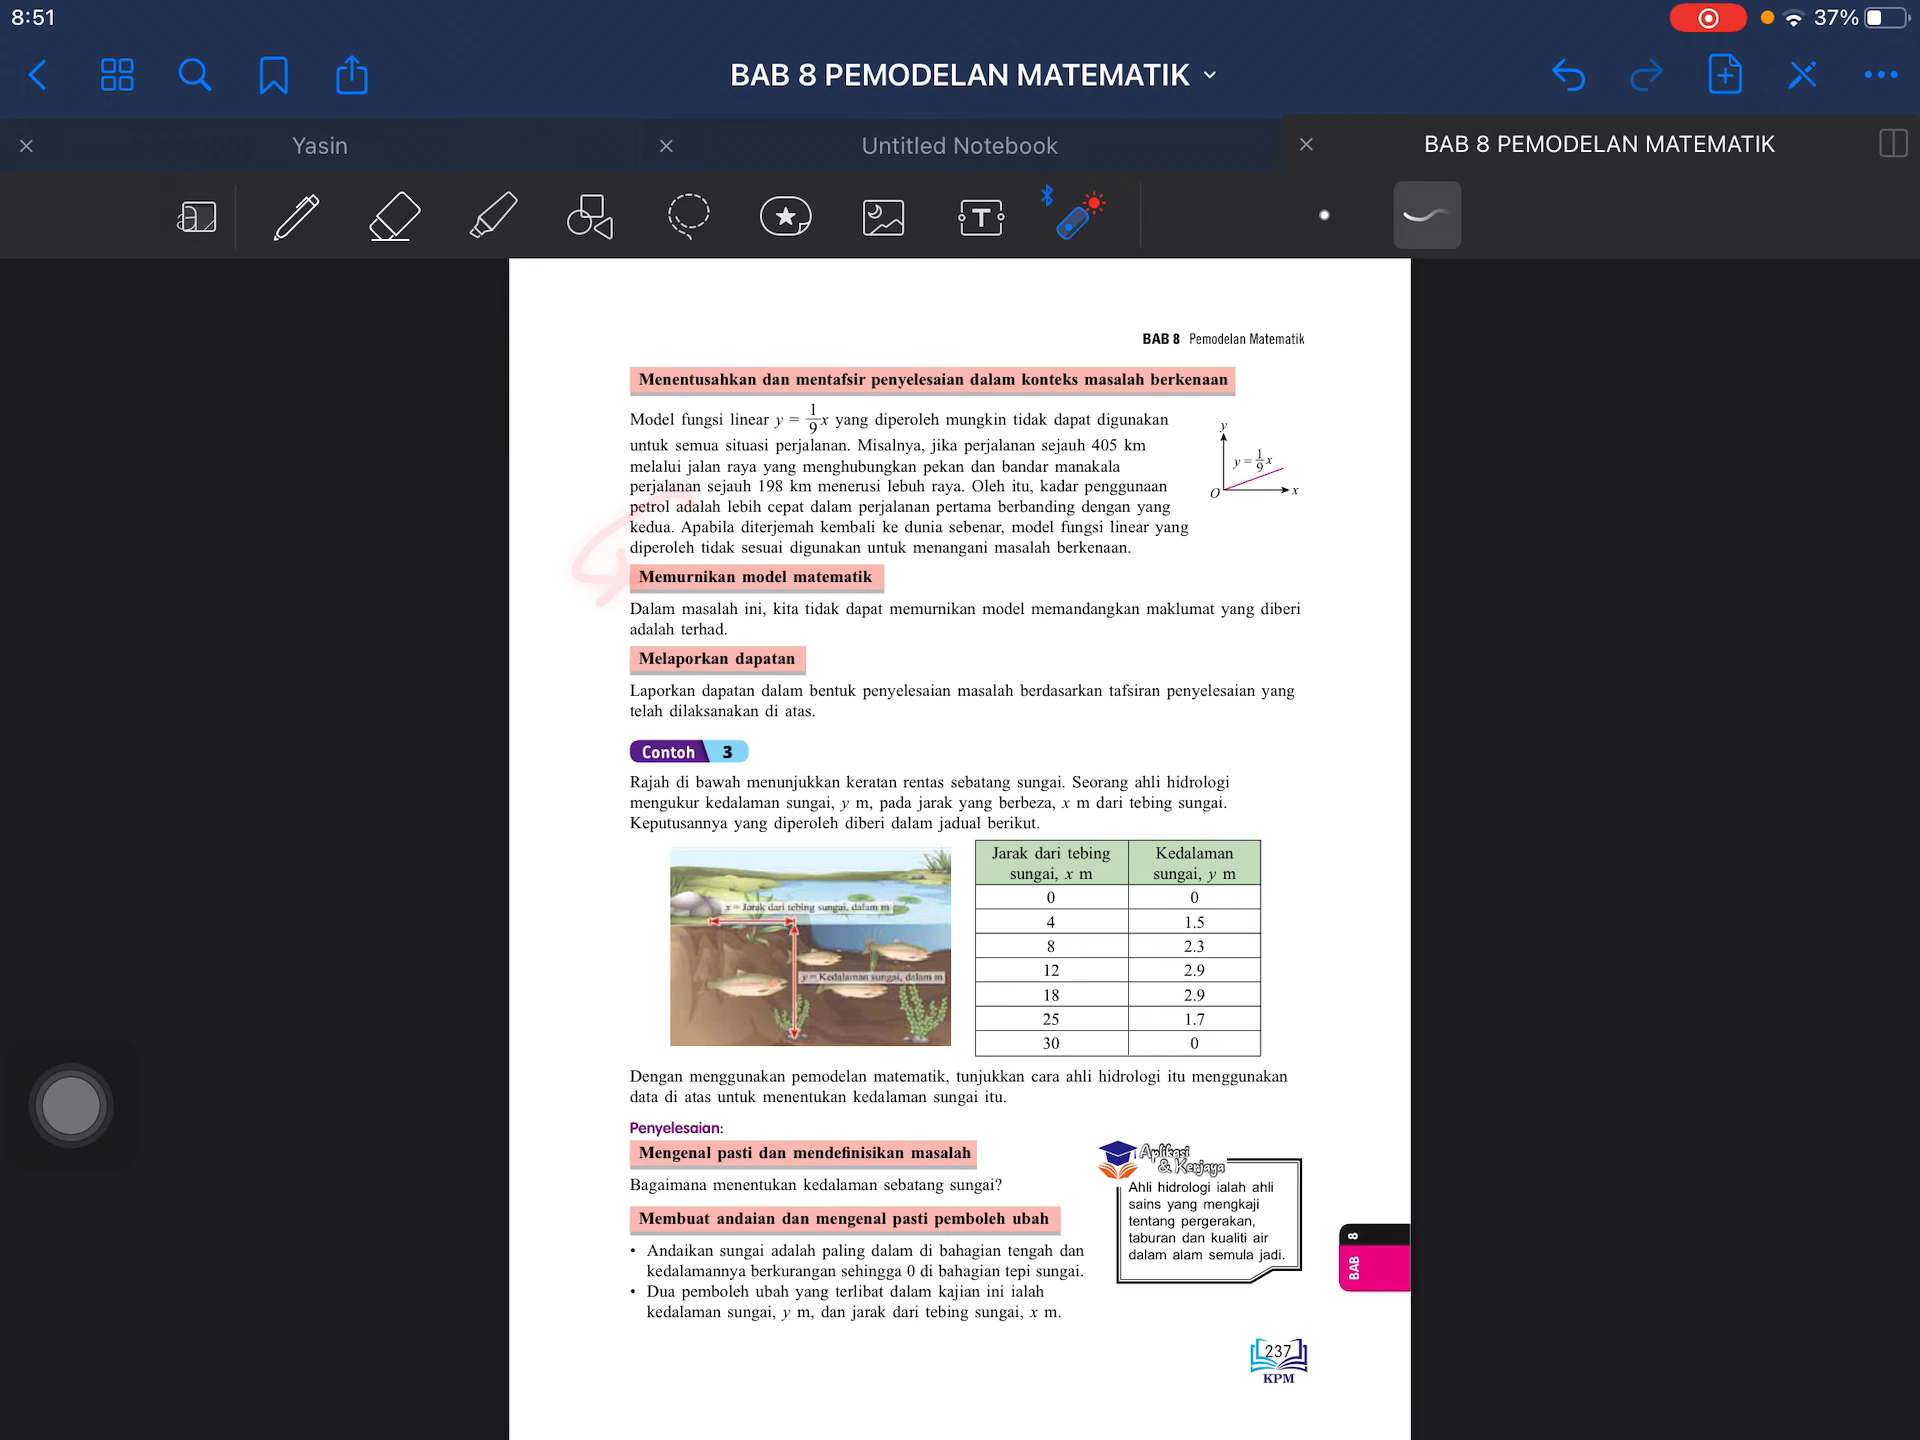 8:51
37%
BAB 8 PEMODELAN MATEMATIK
Yasin
Untitled Notebook
BAB 8 PEMODELAN MATEMATIK
BAB 8 Pemodelan Matematik
Menentusahkan dan mentafsir penyelesaian dalam konteks masalah berkenaan
Model fungsi linear y = 1/9 x yang diperoleh mungkin tidak dapat digunakan
untuk semua situasi perjalanan. Misalnya, jika perjalanan sejauh 405 km
melalui jalan raya yang menghubungkan pekan dan bandar manakala
perjalanan sejauh 198 km menerusi lebuh raya. Oleh itu, kadar penggunaan
petrol adalah lebih cepat dalam perjalanan pertama berbanding dengan yang
kedua. Apabila diterjemah kembali ke dunia sebenar, model fungsi linear yang
diperoleh tidak sesuai digunakan untuk menangani masalah berkenaan.
y
y = 1/9 x
O x
Memurnikan model matematik
Dalam masalah ini, kita tidak dapat memurnikan model memandangkan maklumat yang diberi
adalah terhad.
Melaporkan dapatan
Laporkan dapatan dalam bentuk penyelesaian masalah berdasarkan tafsiran penyelesaian yang
telah dilaksanakan di atas.
Contoh 3
Rajah di bawah menunjukkan keratan rentas sebatang sungai. Seorang ahli hidrologi
mengukur kedalaman sungai, y m, pada jarak yang berbeza, x m dari tebing sungai.
Keputusannya yang diperoleh diberi dalam jadual berikut.
x = Jarak dari tebing sungai, dalam m
y = Kedalaman sungai, dalam m
Jarak dari tebing sungai, x m Kedalaman sungai, y m
0 0
4 1.5
8 2.3
12 2.9
18 2.9
25 1.7
30 0
Dengan menggunakan pemodelan matematik, tunjukkan cara ahli hidrologi itu menggunakan
data di atas untuk menentukan kedalaman sungai itu.
Penyelesaian:
Mengenal pasti dan mendefinisikan masalah
Bagaimana menentukan kedalaman sebatang sungai?
Membuat andaian dan mengenal pasti pemboleh ubah
• Andaikan sungai adalah paling dalam di bahagian tengah dan
kedalamannya berkurangan sehingga 0 di bahagian tepi sungai.
• Dua pemboleh ubah yang terlibat dalam kajian ini ialah
kedalaman sungai, y m, dan jarak dari tebing sungai, x m.
Aplikasi
& Kerjaya
Ahli hidrologi ialah ahli
sains yang mengkaji
tentang pergerakan,
taburan dan kualiti air
dalam alam semula jadi.
BAB 8
237
KPM